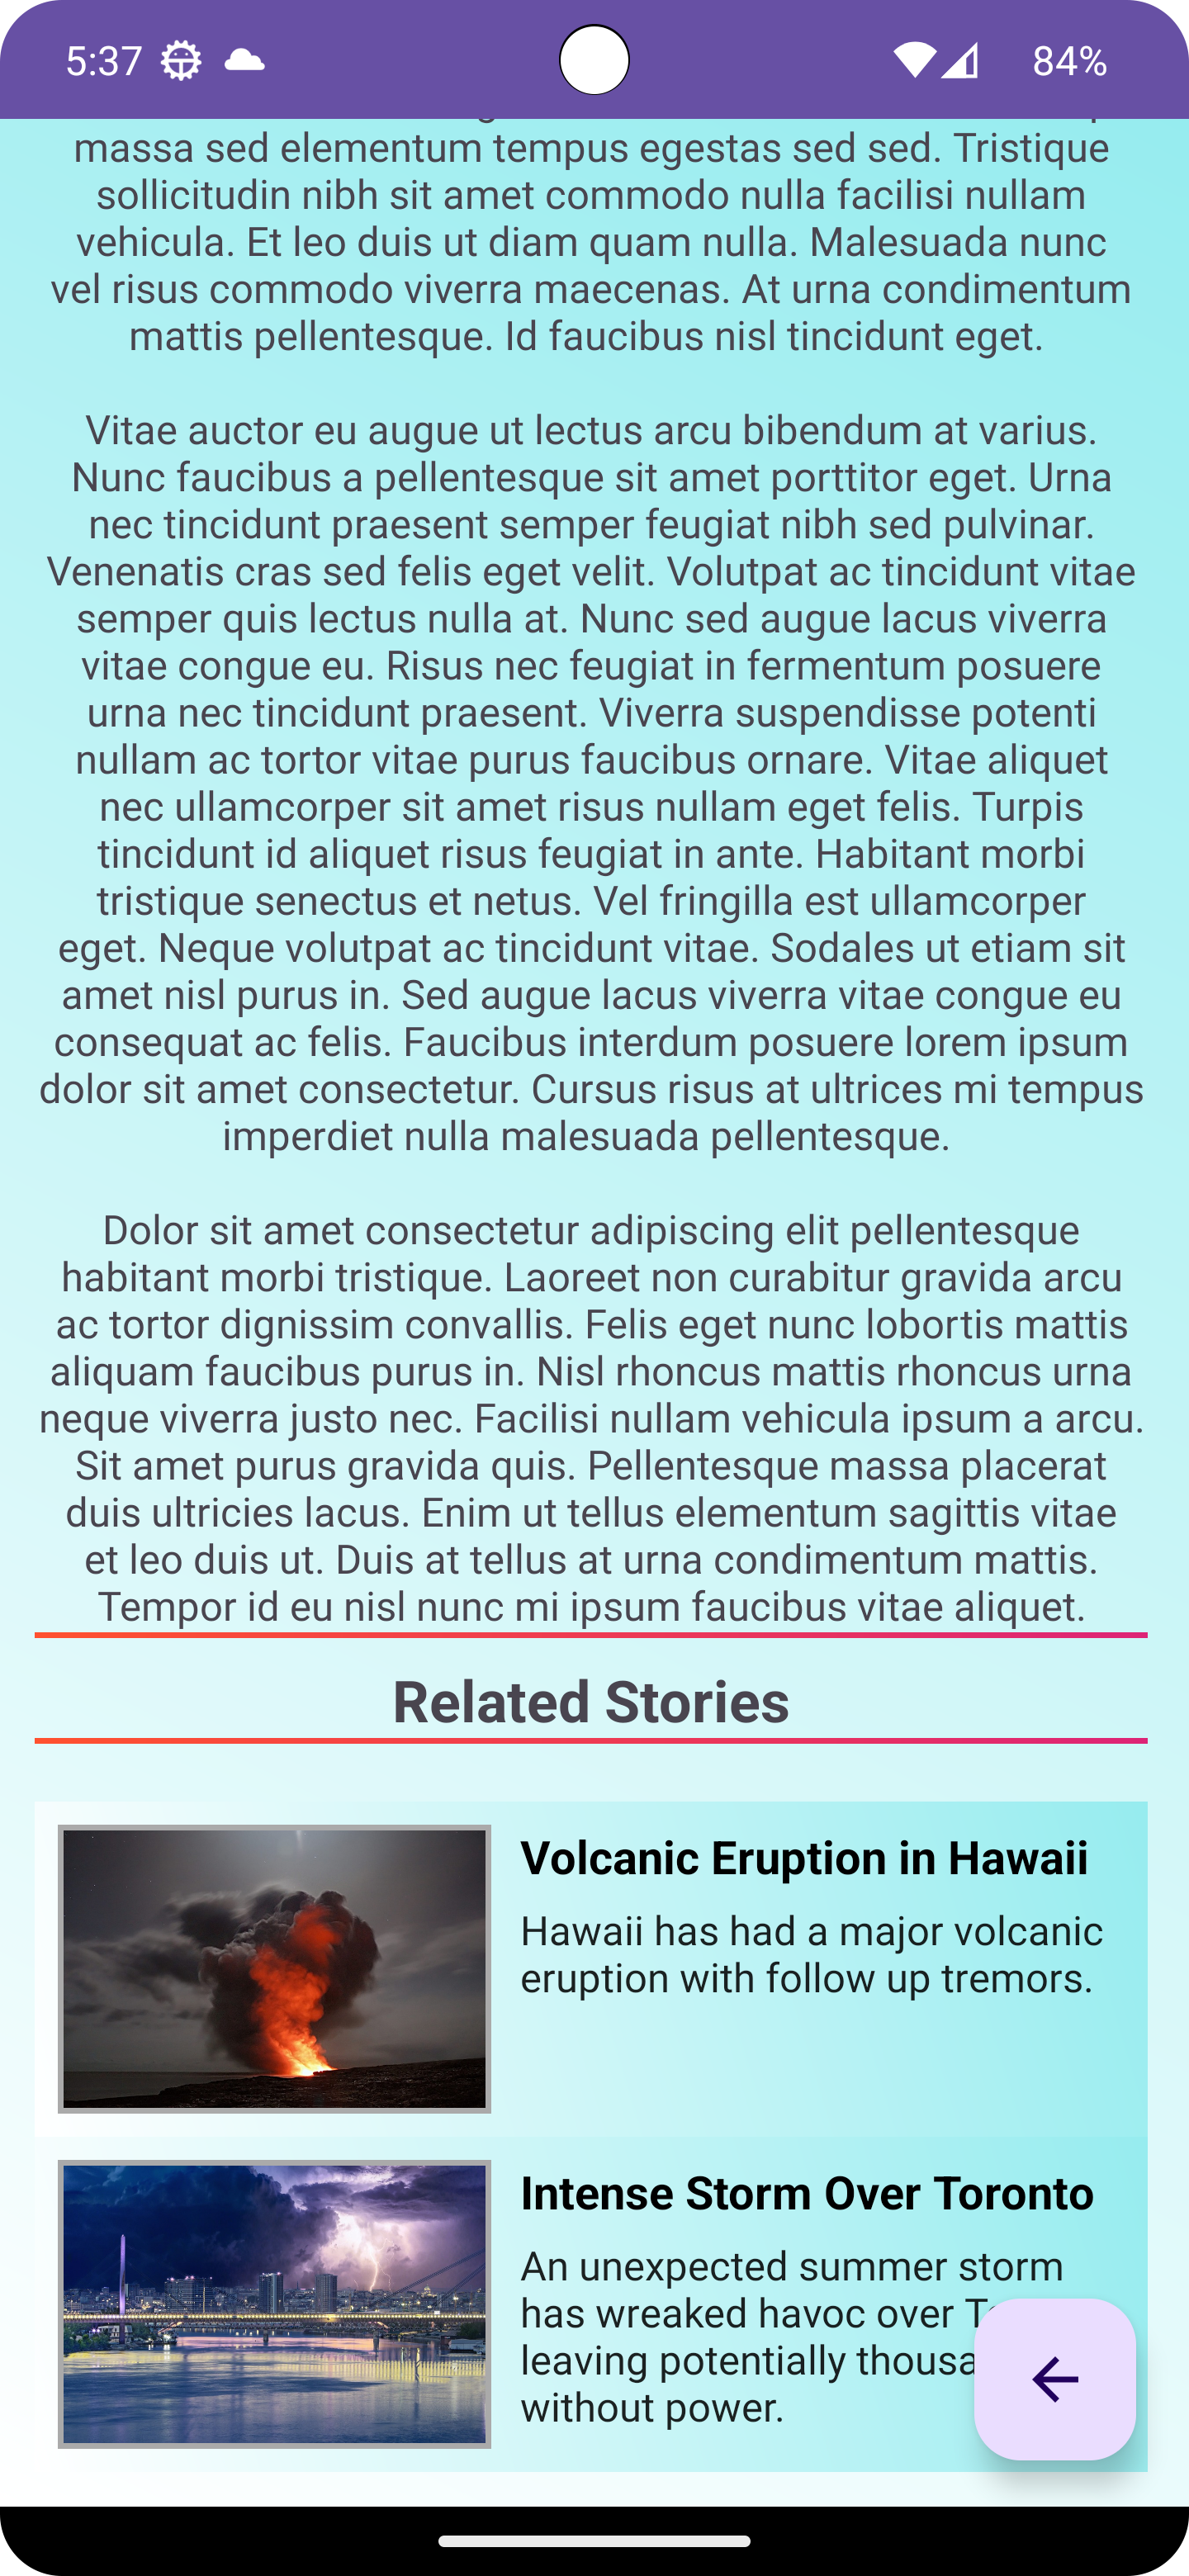 5:37
84%
massa sed elementum tempus egestas sed sed. Tristique
sollicitudin nibh sit amet commodo nulla facilisi nullam
vehicula. Et leo duis ut diam quam nulla. Malesuada nunc
vel risus commodo viverra maecenas. At urna condimentum
mattis pellentesque. Id faucibus nisl tincidunt eget.
Vitae auctor eu augue ut lectus arcu bibendum at varius.
Nunc faucibus a pellentesque sit amet porttitor eget. Urna
nec tincidunt praesent semper feugiat nibh sed pulvinar.
Venenatis cras sed felis eget velit. Volutpat ac tincidunt vitae
semper quis lectus nulla at. Nunc sed augue lacus viverra
vitae congue eu. Risus nec feugiat in fermentum posuere
urna nec tincidunt praesent. Viverra suspendisse potenti
nullam ac tortor vitae purus faucibus ornare. Vitae aliquet
nec ullamcorper sit amet risus nullam eget felis. Turpis
tincidunt id aliquet risus feugiat in ante. Habitant morbi
tristique senectus et netus. Vel fringilla est ullamcorper
eget. Neque volutpat ac tincidunt vitae. Sodales ut etiam sit
amet nisl purus in. Sed augue lacus viverra vitae congue eu
consequat ac felis. Faucibus interdum posuere lorem ipsum
dolor sit amet consectetur. Cursus risus at ultrices mi tempus
imperdiet nulla malesuada pellentesque.
Dolor sit amet consectetur adipiscing elit pellentesque
habitant morbi tristique. Laoreet non curabitur gravida arcu
ac tortor dignissim convallis. Felis eget nunc lobortis mattis
aliquam faucibus purus in. Nisl rhoncus mattis rhoncus urna
neque viverra justo nec. Facilisi nullam vehicula ipsum a arcu.
Sit amet purus gravida quis. Pellentesque massa placerat
duis ultricies lacus. Enim ut tellus elementum sagittis vitae
et leo duis ut. Duis at tellus at urna condimentum mattis.
Tempor id eu nisl nunc mi ipsum faucibus vitae aliquet.
Related Stories
Volcanic Eruption in Hawaii
Hawaii has had a major volcanic
eruption with follow up tremors.
Intense Storm Over Toronto
An unexpected summer storm
has wreaked havoc over
leaving potentially
without power.